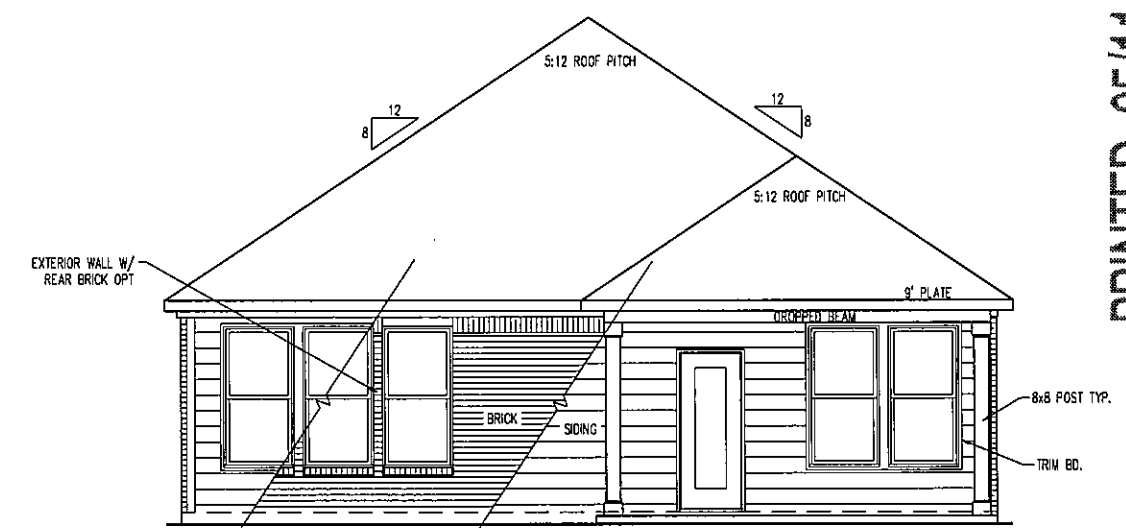 5:12 ROOF PITCH
12
8
12
8
5:12 ROOF PITCH
EXTERIOR WALL W/
REAR BRICK OPT
9' PLATE
DROPPED BEAM
BRICK
SIDING
8x8 POST TYP.
TRIM BD.
PRINTED